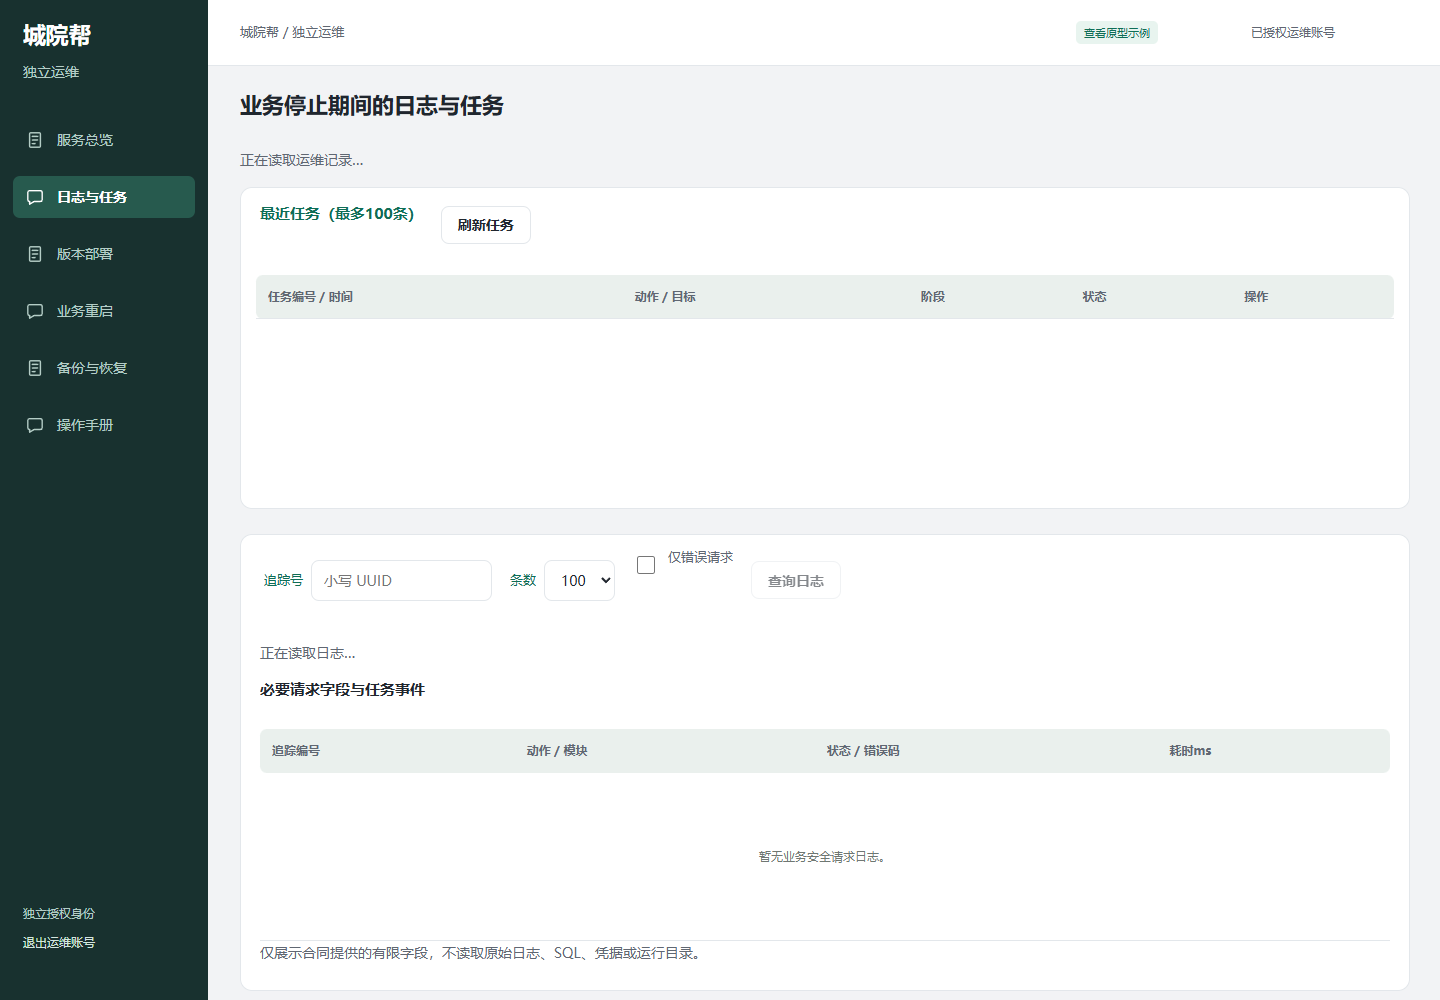 城院帮
独立运维
服务总览
日志与任务
版本部署
业务重启
备份与恢复
操作手册
独立授权身份
退出运维账号
城院帮 / 独立运维
查看原型示例
已授权运维账号
业务停止期间的日志与任务
正在读取运维记录...
最近任务（最多100条）
刷新任务
任务编号 / 时间
动作 / 目标
阶段
状态
操作
追踪号
小写 UUID
条数
100
仅错误请求
查询日志
正在读取日志...
必要请求字段与任务事件
追踪编号
动作 / 模块
状态 / 错误码
耗时ms
暂无业务安全请求日志。
仅展示合同提供的有限字段，不读取原始日志、SQL、凭据或运行目录。